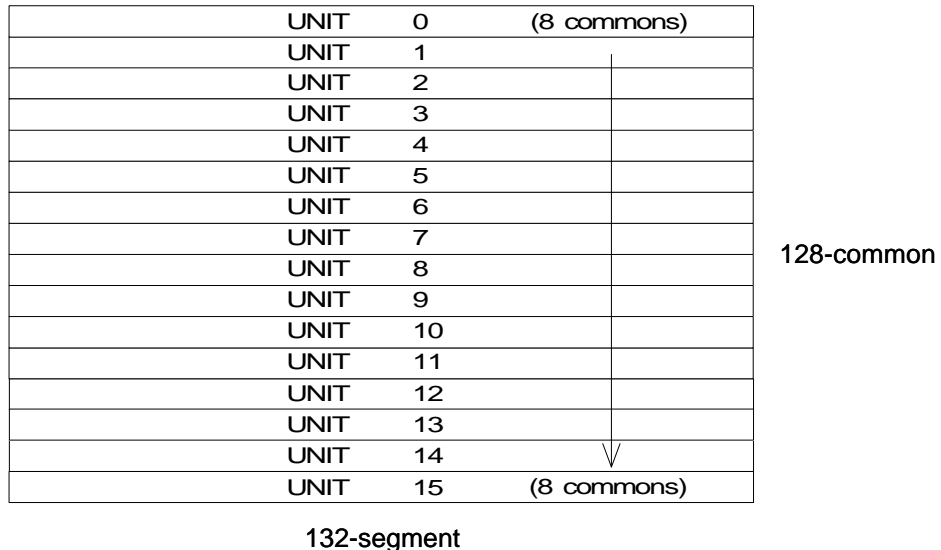 UNIT 0 (8 commons)
UNIT 1
UNIT 2
UNIT 3
UNIT 4
UNIT 5
UNIT 6
UNIT 7
128-common
UNIT 8
UNIT 9
UNIT 10
UNIT 11
UNIT 12
UNIT 13
UNIT 14
UNIT 15 (8 commons)
132-segment